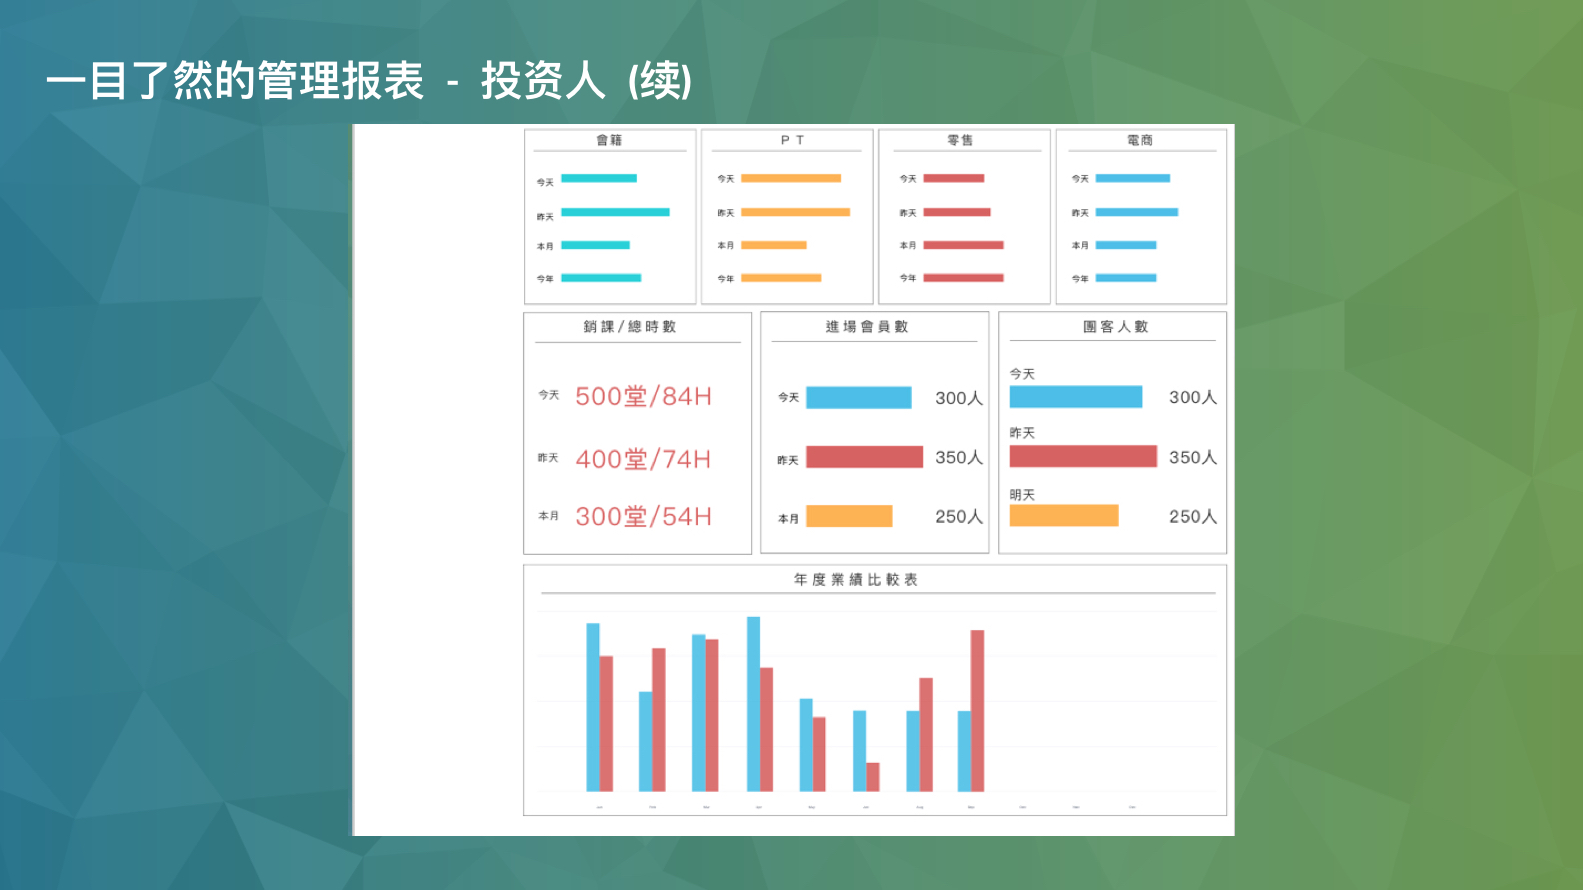 一目了然的管理报表 - 投资人 (续)
會籍
今天
昨天
本月
今年
PT
今天
昨天
本月
今年
零售
今天
昨天
本月
今年
電商
今天
昨天
本月
今年
銷課/總時數
今天 500堂/84H
昨天 400堂/74H
本月 300堂/54H
進場會員數
今天 300人
昨天 350人
本月 250人
團客人數
今天
300人
昨天
350人
明天
250人
年度業績比較表